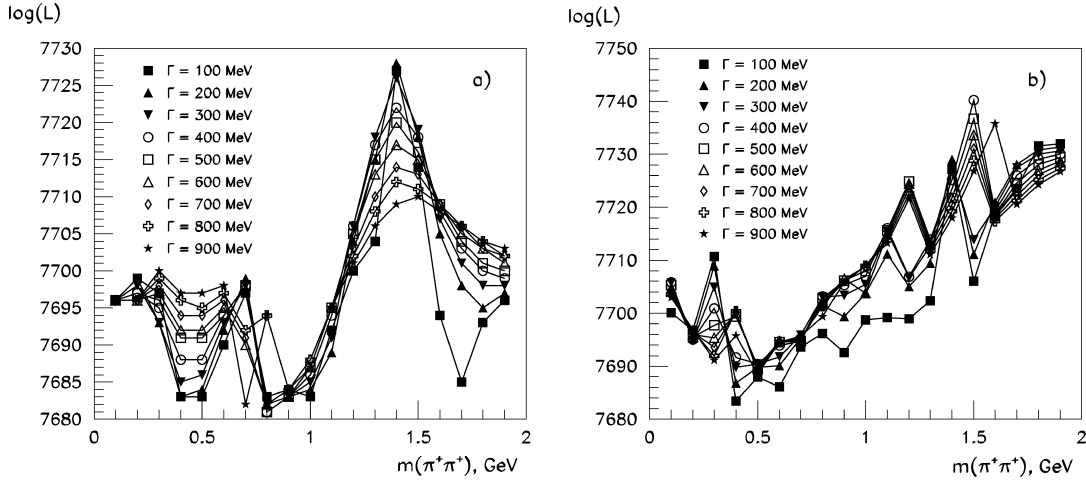 log(L)
7730
7725
7720
7715
7710
7705
7700
7695
7690
7685
7680
0
0.5
1
1.5
2
m(π⁺π⁺), GeV
a)
Γ = 100 MeV
Γ = 200 MeV
Γ = 300 MeV
Γ = 400 MeV
Γ = 500 MeV
Γ = 600 MeV
Γ = 700 MeV
Γ = 800 MeV
Γ = 900 MeV
log(L)
7750
7740
7730
7720
7710
7700
7690
7680
0
0.5
1
1.5
2
m(π⁺π⁺), GeV
b)
Γ = 100 MeV
Γ = 200 MeV
Γ = 300 MeV
Γ = 400 MeV
Γ = 500 MeV
Γ = 600 MeV
Γ = 700 MeV
Γ = 800 MeV
Γ = 900 MeV